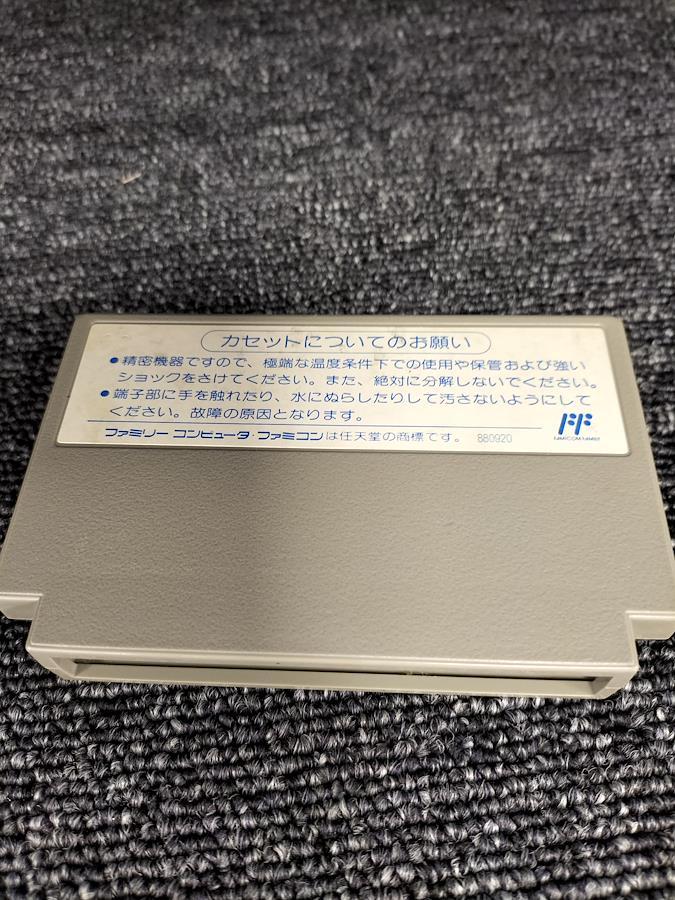 カセットについてのお願い
●精密機器ですので、極端な温度条件下での使用や保管および強い
ショックをさけてください。また、絶対に分解しないでください。
●端子部に手を触れたり、水にぬらしたりして汚さないようにして
ください。故障の原因となります。
ファミリー コンピュータ・ファミコンは任天堂の商標です。 880920
FF
FAMICOM FAMILY